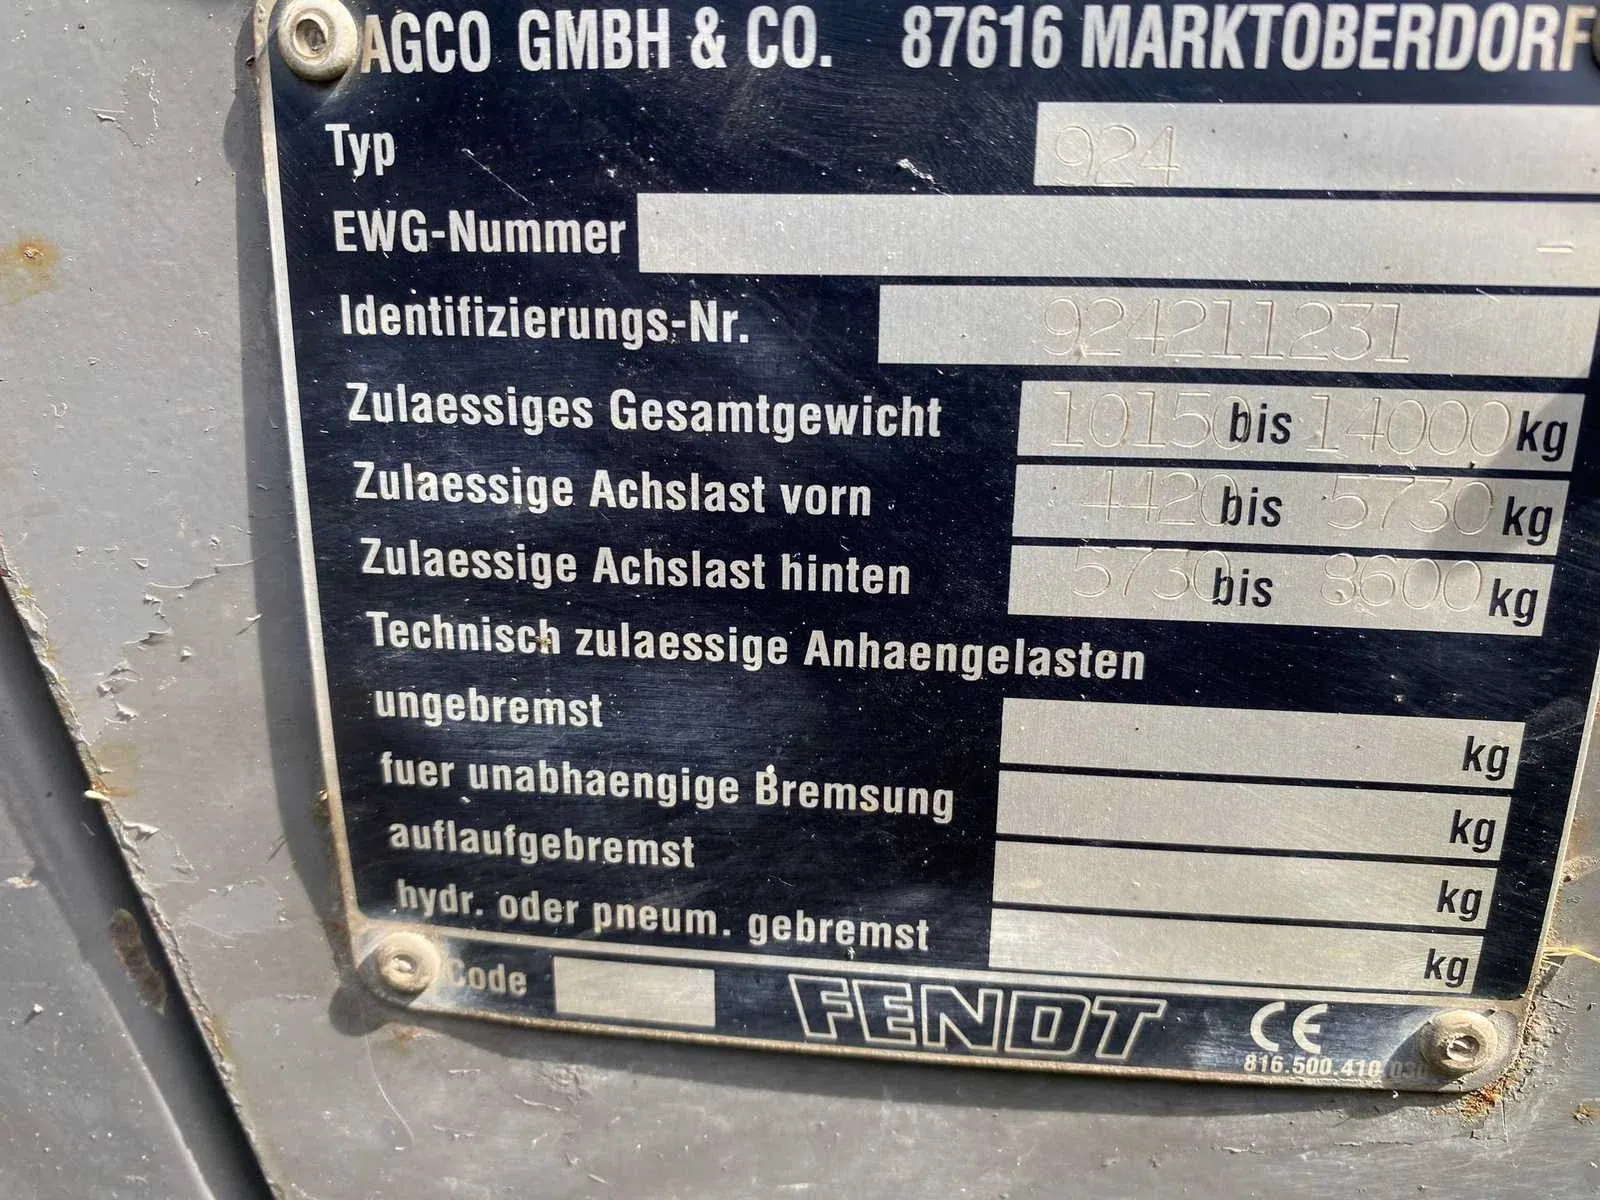 AGCO GMBH & CO. 87616 MARKTOBERDORF
Typ 924
EWG-Nummer -
Identifizierungs-Nr. 924211231
Zulaessiges Gesamtgewicht 10150 bis 14000 kg
Zulaessige Achslast vorn 4420 bis 5730 kg
Zulaessige Achslast hinten 5730 bis 8600 kg
Technisch zulaessige Anhaengelasten
ungebremst kg
fuer unabhaengige Bremsung kg
auflaufgebremst kg
hydr. oder pneum. gebremst kg
Code FENDT CE
816.500.410.030